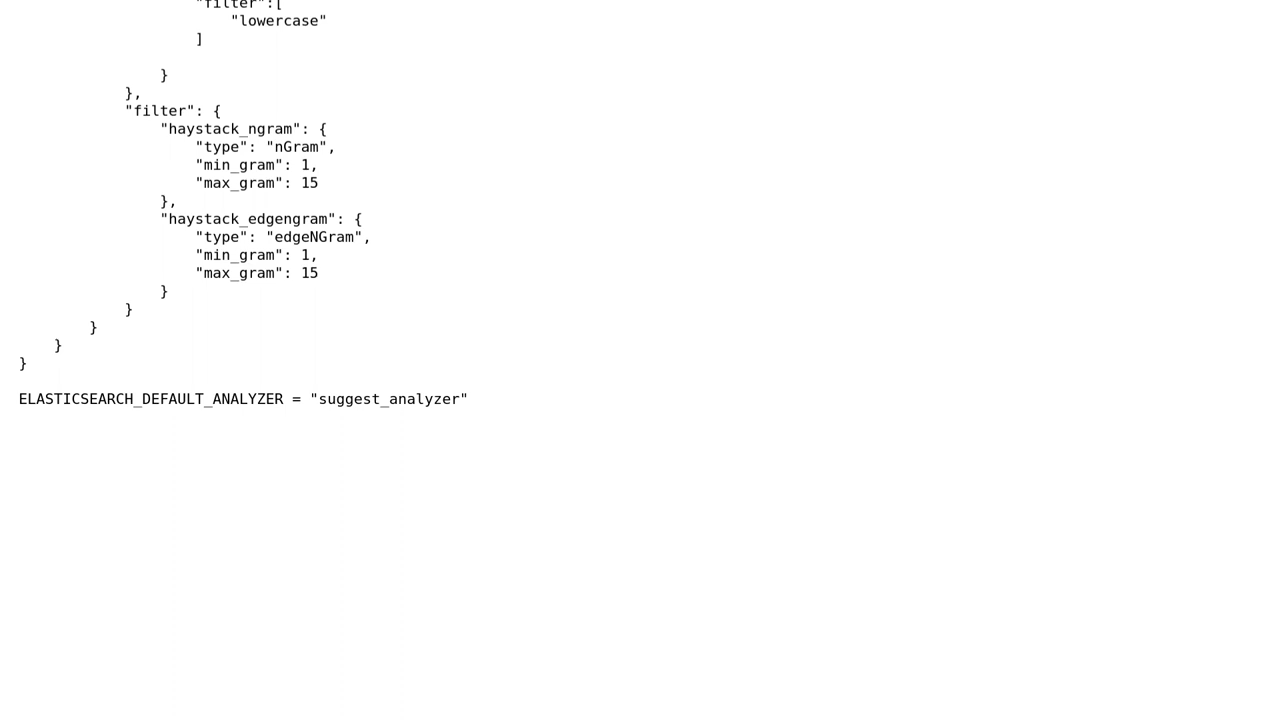 "filter":[
"lowercase"
]
}
},
"filter": {
"haystack_ngram": {
"type": "nGram",
"min_gram": 1,
"max_gram": 15
},
"haystack_edgengram": {
"type": "edgeNGram",
"min_gram": 1,
"max_gram": 15
}
}
}
}
}
ELASTICSEARCH_DEFAULT_ANALYZER = "suggest_analyzer"